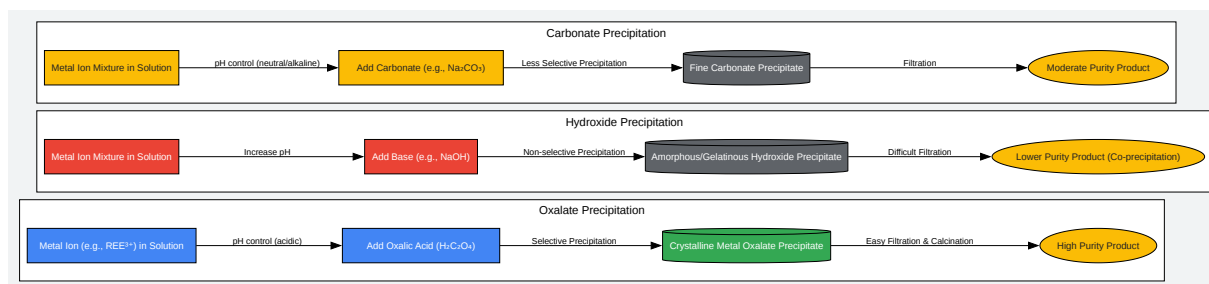 Carbonate Precipitation
Metal Ion Mixture in Solution
pH control (neutral/alkaline)
Add Carbonate (e.g., Na₂CO₃)
Less Selective Precipitation
Fine Carbonate Precipitate
Filtration
Moderate Purity Product
Hydroxide Precipitation
Metal Ion Mixture in Solution
Increase pH
Add Base (e.g., NaOH)
Non-selective Precipitation
Amorphous/Gelatinous Hydroxide Precipitate
Difficult Filtration
Lower Purity Product (Co-precipitation)
Oxalate Precipitation
Metal Ion (e.g., REE³⁺) in Solution
pH control (acidic)
Add Oxalic Acid (H₂C₂O₄)
Selective Precipitation
Crystalline Metal Oxalate Precipitate
Easy Filtration & Calcination
High Purity Product